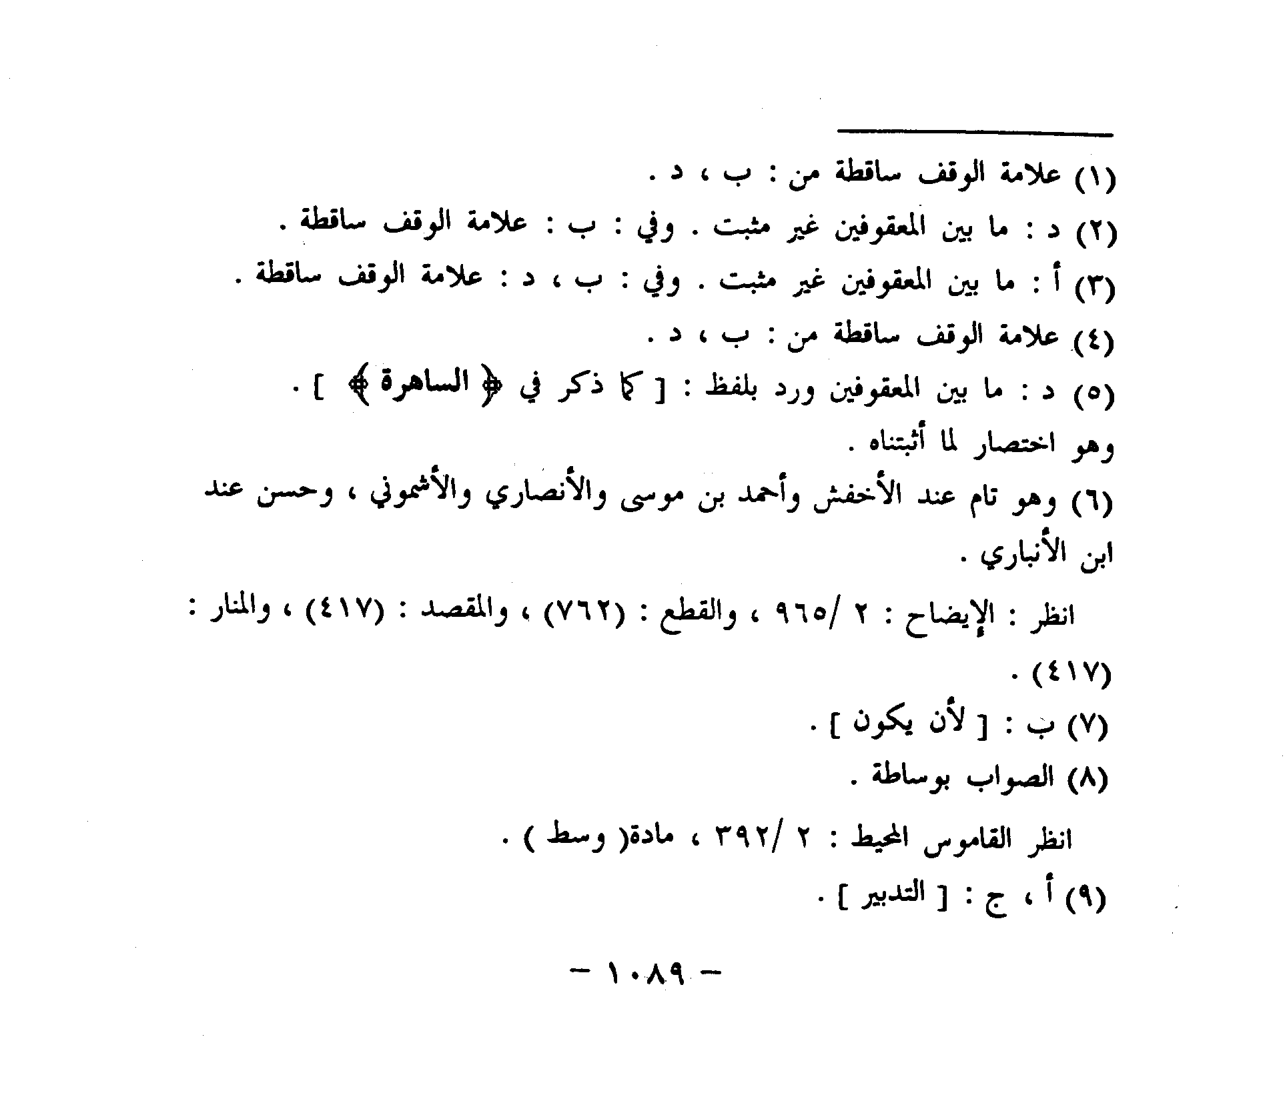 (١) علامة الوقف ساقطة من : ب ، د .
(٢) د : ما بين المعقوفين غير مثبت . وفي : ب : علامة الوقف ساقطة .
(٣) أ : ما بين المعقوفين غير مثبت . وفي : ب ، د : علامة الوقف ساقطة .
(٤) علامة الوقف ساقطة من : ب ، د .
(٥) د : ما بين المعقوفين ورد بلفظ : [ كما ذكر في ﴿ الساهرة ﴾ ] .
وهو اختصار لما أثبتناه .
(٦) وهو تام عند الأخفش وأحمد بن موسى والأنصاري والأشموني ، وحسن عند
ابن الأنباري .
انظر : الإيضاح : ٢ /٩٦٥ ، والقطع : (٧٦٢) ، والمقصد : (٤١٧) ، والمنار :
(٤١٧) .
(٧) ب : [ لأن يكون ] .
(٨) الصواب بوساطة .
انظر القاموس المحيط : ٢ /٣٩٢ ، مادة( وسط ) .
(٩) أ ، ج : [ التدبير ] .
– ١٠٨٩ –